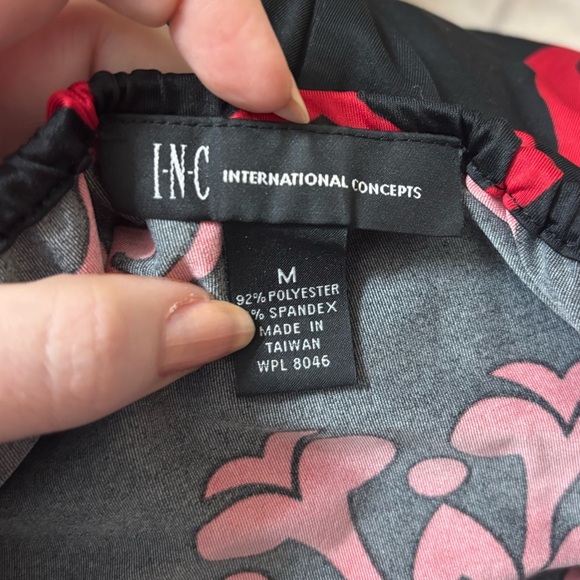 I-N-C INTERNATIONAL CONCEPTS
M
92% POLYESTER
% SPANDEX
MADE IN
TAIWAN
WPL 8046